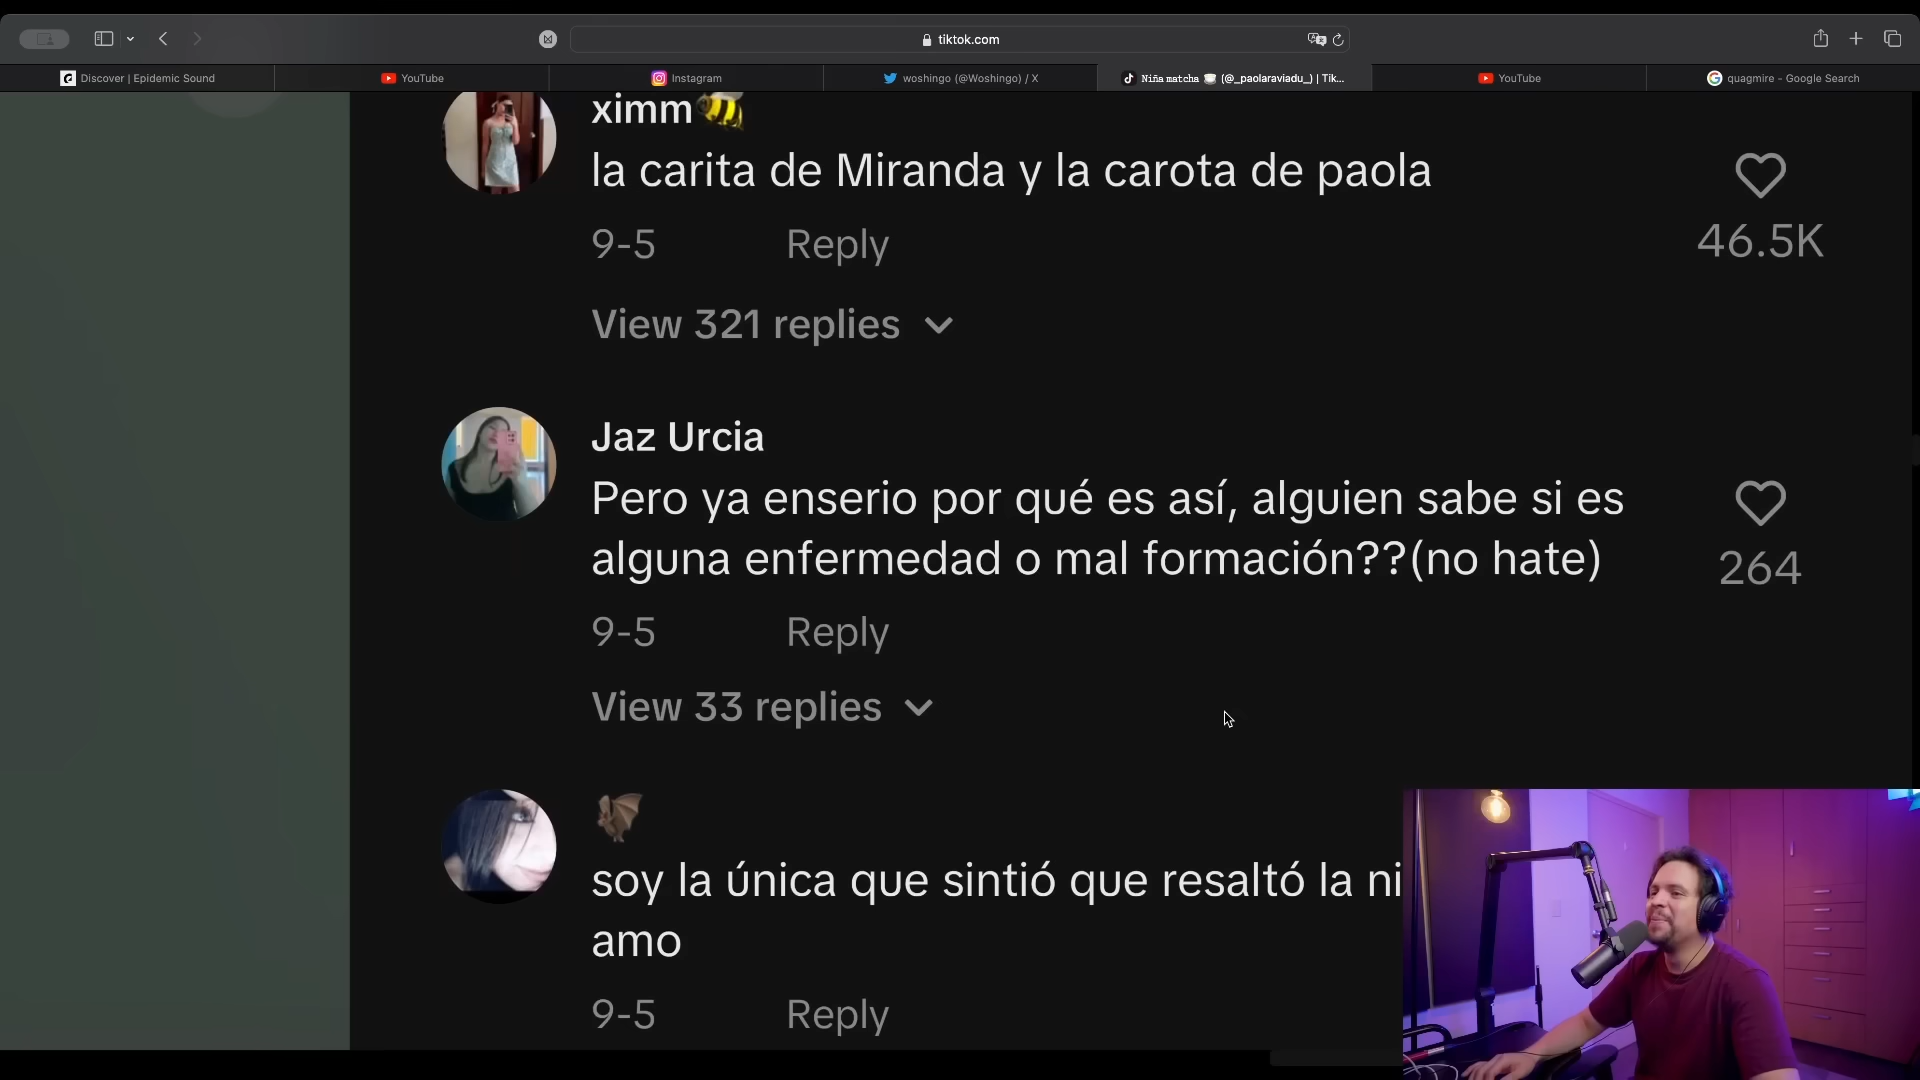 tiktok.com
Discover | Epidemic Sound
YouTube
Instagram
woshingo (@Woshingo) / X
Niña matcha 🍵 (@_paolaraviadu_) | Tik...
YouTube
quagmire - Google Search
ximm🐝
la carita de Miranda y la carota de paola
46.5K
9-5 Reply
View 321 replies
Jaz Urcia
Pero ya enserio por qué es así, alguien sabe si es
alguna enfermedad o mal formación??(no hate)
264
9-5 Reply
View 33 replies
🦇
soy la única que sintió que resaltó la ni
amo
9-5 Reply